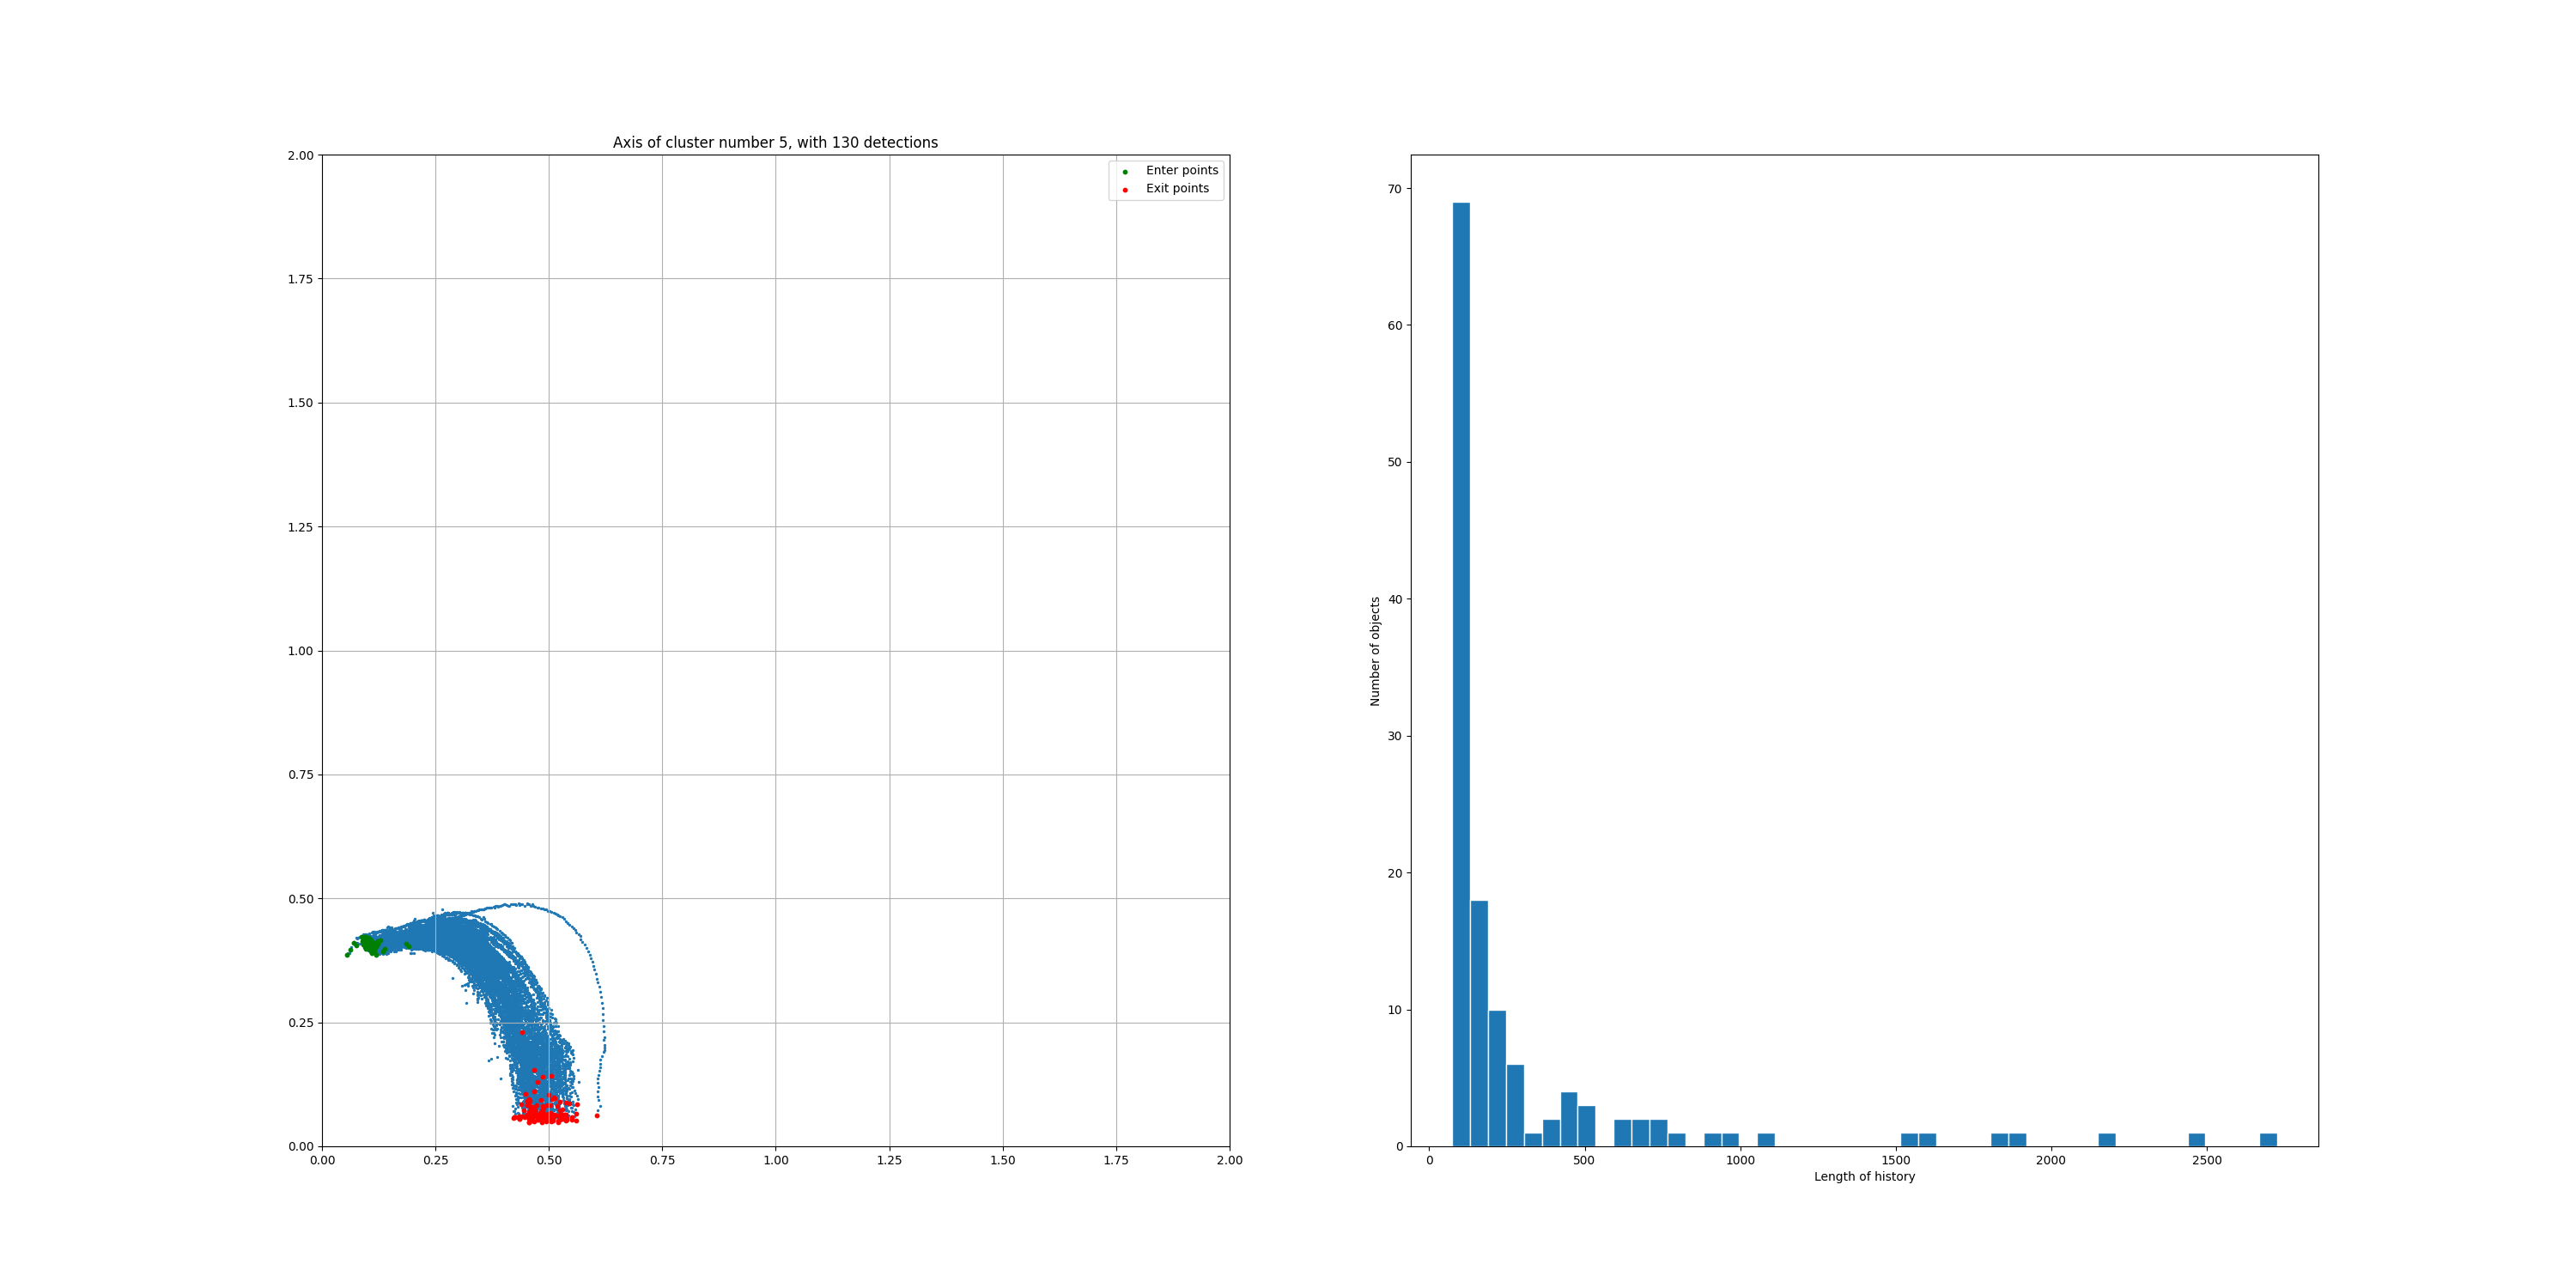 Axis of cluster number 5, with 130 detections
Enter points
Exit points
2.00
1.75
1.50
1.25
1.00
0.75
0.50
0.25
0.00
0.00 0.25 0.50 0.75 1.00 1.25 1.50 1.75 2.00
70
60
50
40
30
20
10
0
Number of objects
0 500 1000 1500 2000 2500
Length of history